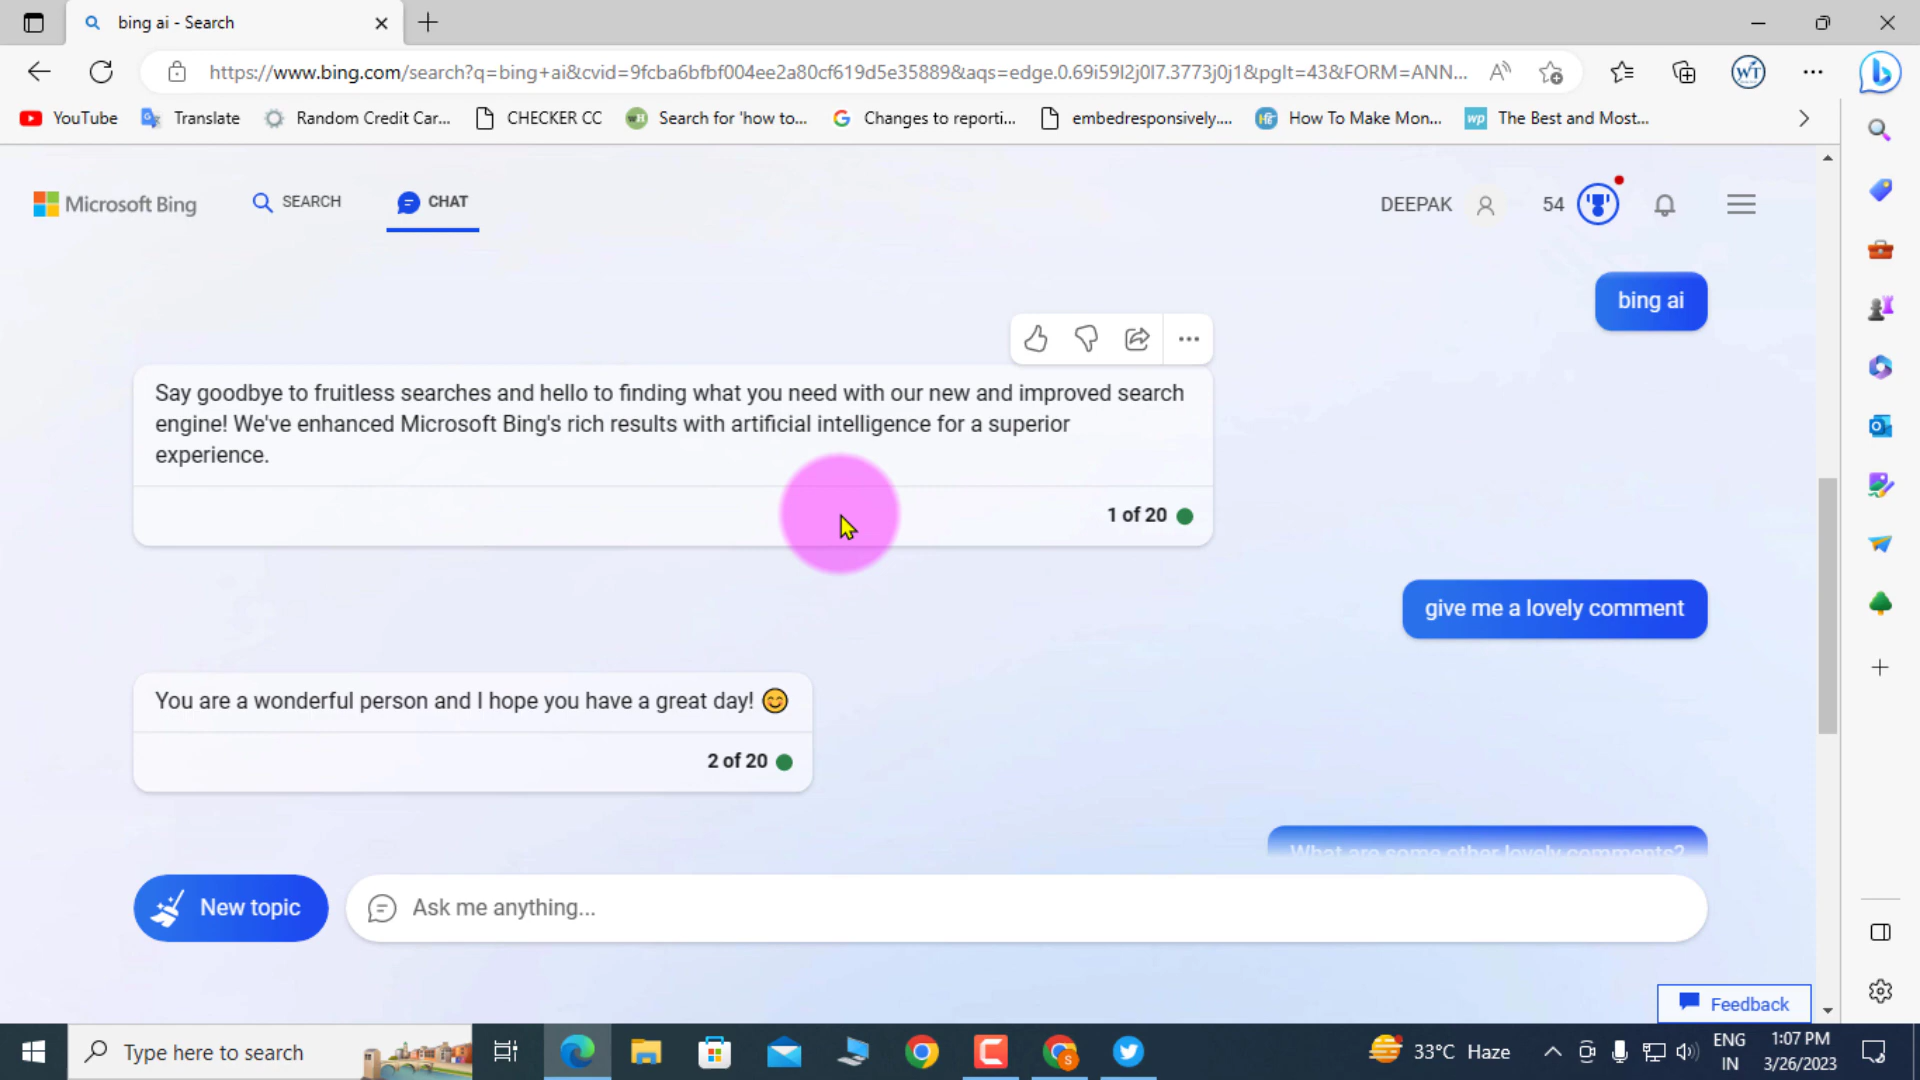 bing ai - Search
https://www.bing.com/search?q=bing+ai&cvid=9fcba6bfbf004ee2a80cf619d5e35889&aqs=edge.0.69i59l2j0l7.3773j0j1&pglt=43&FORM=ANN...
YouTube Translate Random Credit Car... CHECKER CC Search for 'how to... Changes to reporti... embedresponsively.... How To Make Mon... The Best and Most...
Microsoft Bing SEARCH CHAT DEEPAK 54
bing ai
Say goodbye to fruitless searches and hello to finding what you need with our new and improved search
engine! We've enhanced Microsoft Bing's rich results with artificial intelligence for a superior
experience.
1 of 20
give me a lovely comment
You are a wonderful person and I hope you have a great day! 😊
2 of 20
What are some other lovely comments?
New topic Ask me anything...
Feedback
Type here to search 33°C Haze ENG 1:07 PM
IN 3/26/2023